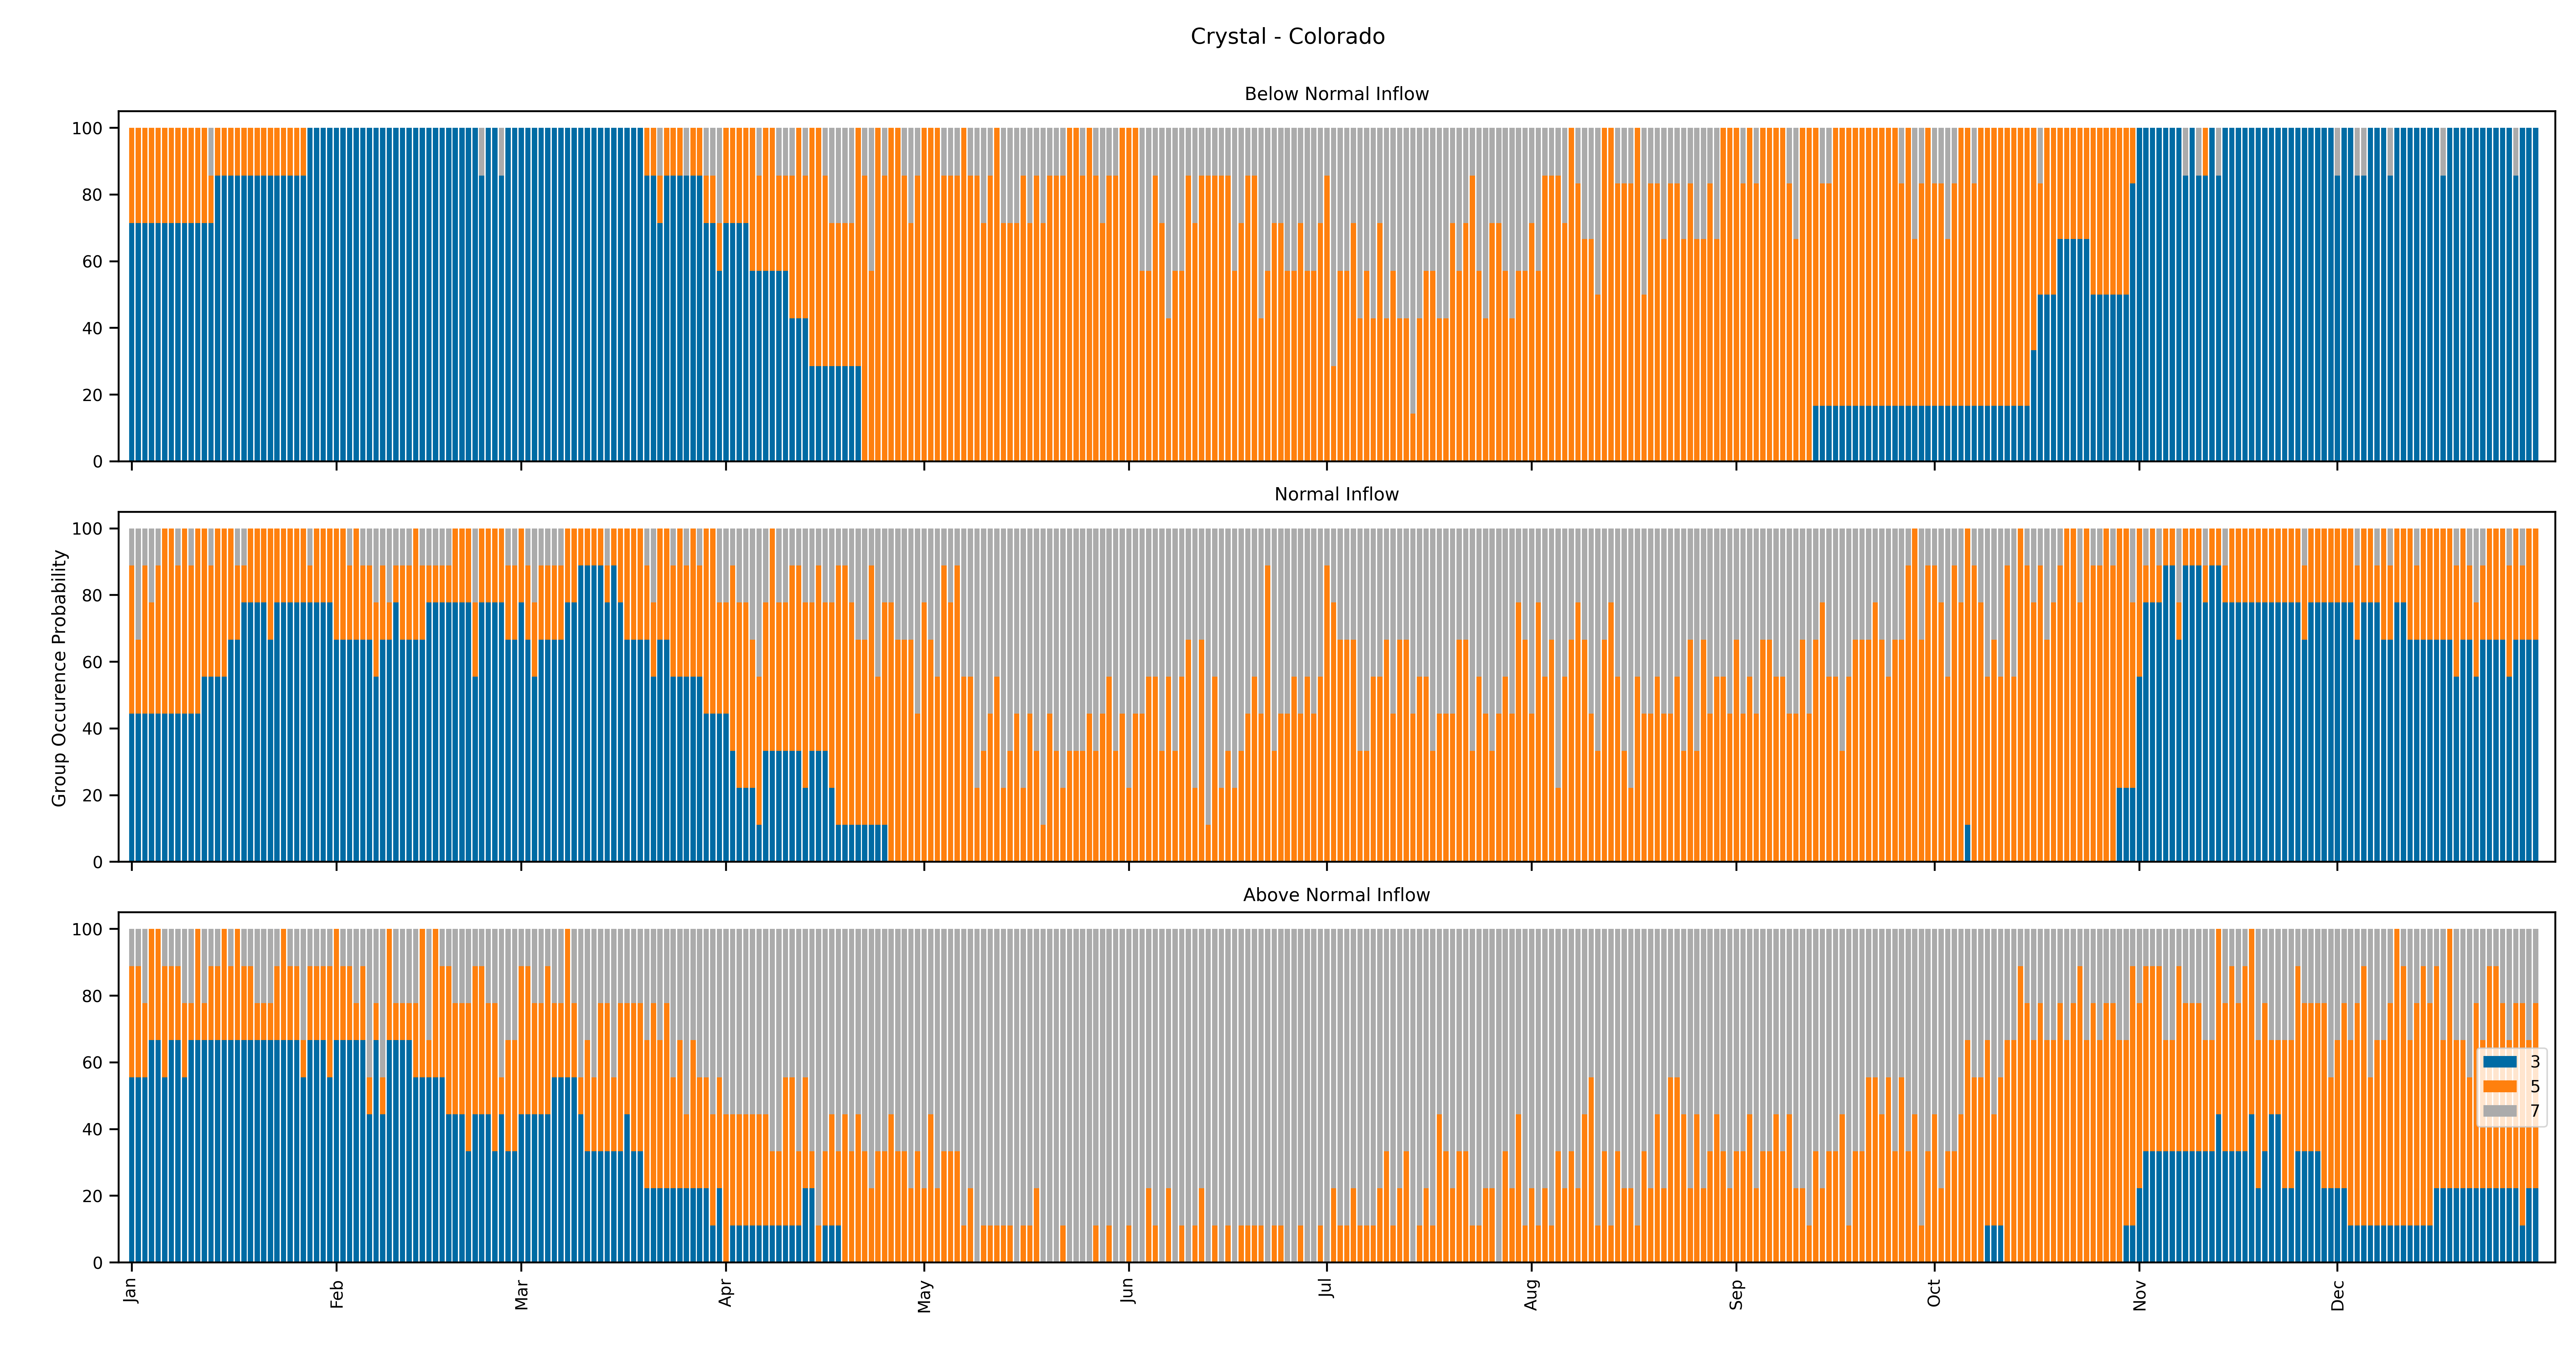 Crystal - Colorado
Below Normal Inflow
100
80
60
40
20
0
Normal Inflow
Group Occurence Probability
100
80
60
40
20
0
Above Normal Inflow
100
80
60
40
20
0
3
5
7
Jan
Feb
Mar
Apr
May
Jun
Jul
Aug
Sep
Oct
Nov
Dec